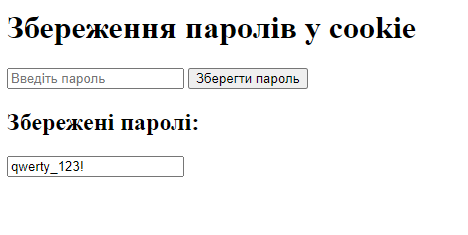 Збереження паролів у cookie
Введіть пароль Зберегти пароль
Збережені паролі:
qwerty_123!